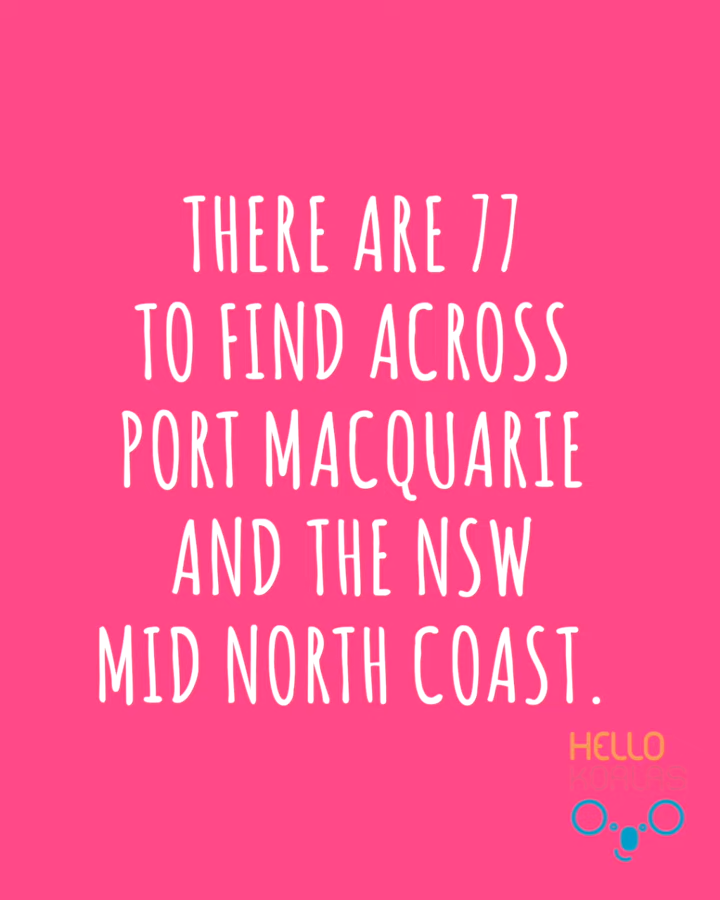 THERE ARE 77
TO FIND ACROSS
PORT MACQUARIE
AND THE NSW
MID NORTH COAST.
HELLO
KOALAS